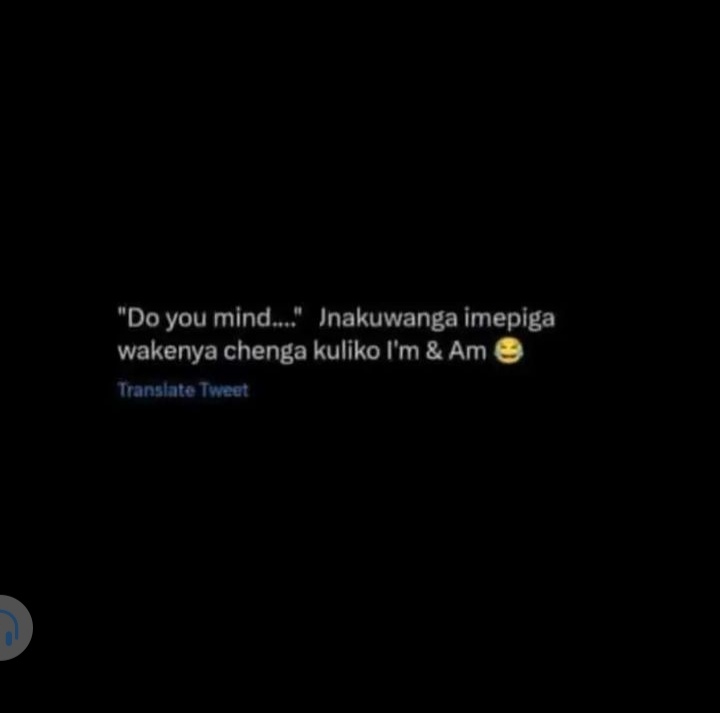 "Do you mind...." Jnakuwanga imepiga
wakenya chenga kuliko I'm & Am 😂
Translate Tweet